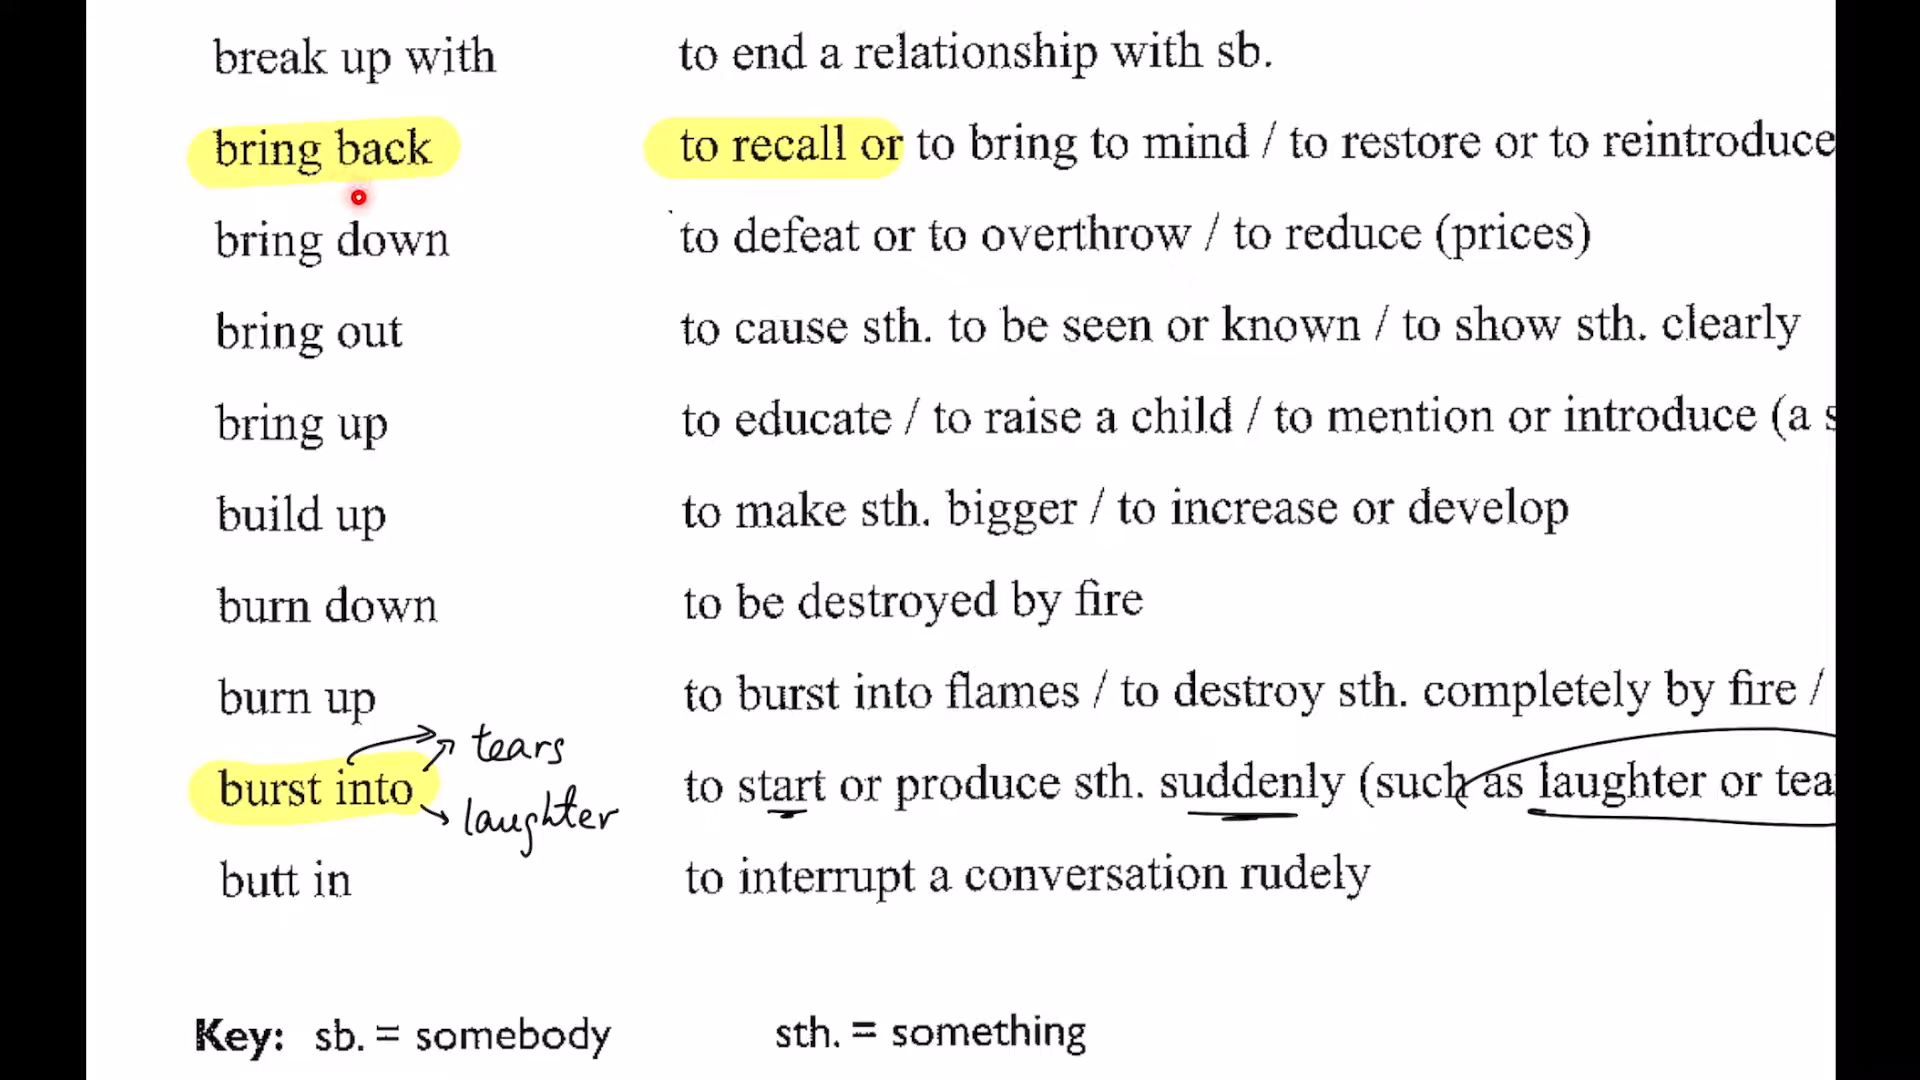 break up with to end a relationship with sb.
bring back to recall or to bring to mind / to restore or to reintroduce
bring down to defeat or to overthrow / to reduce (prices)
bring out to cause sth. to be seen or known / to show sth. clearly
bring up to educate / to raise a child / to mention or introduce (a s
build up to make sth. bigger / to increase or develop
burn down to be destroyed by fire
burn up to burst into flames / to destroy sth. completely by fire /
tears
burst into to start or produce sth. suddenly (such as laughter or tea
laughter
butt in to interrupt a conversation rudely
Key: sb. = somebody sth. = something